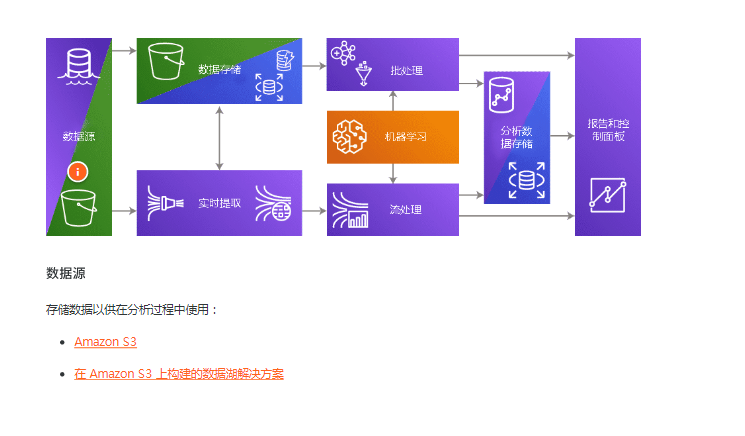 数据源
数据存储
实时提取
批处理
机器学习
流处理
分析数
据存储
报告和控
制面板
数据源
存储数据以供在分析过程中使用：
Amazon S3
在 Amazon S3 上构建的数据湖解决方案